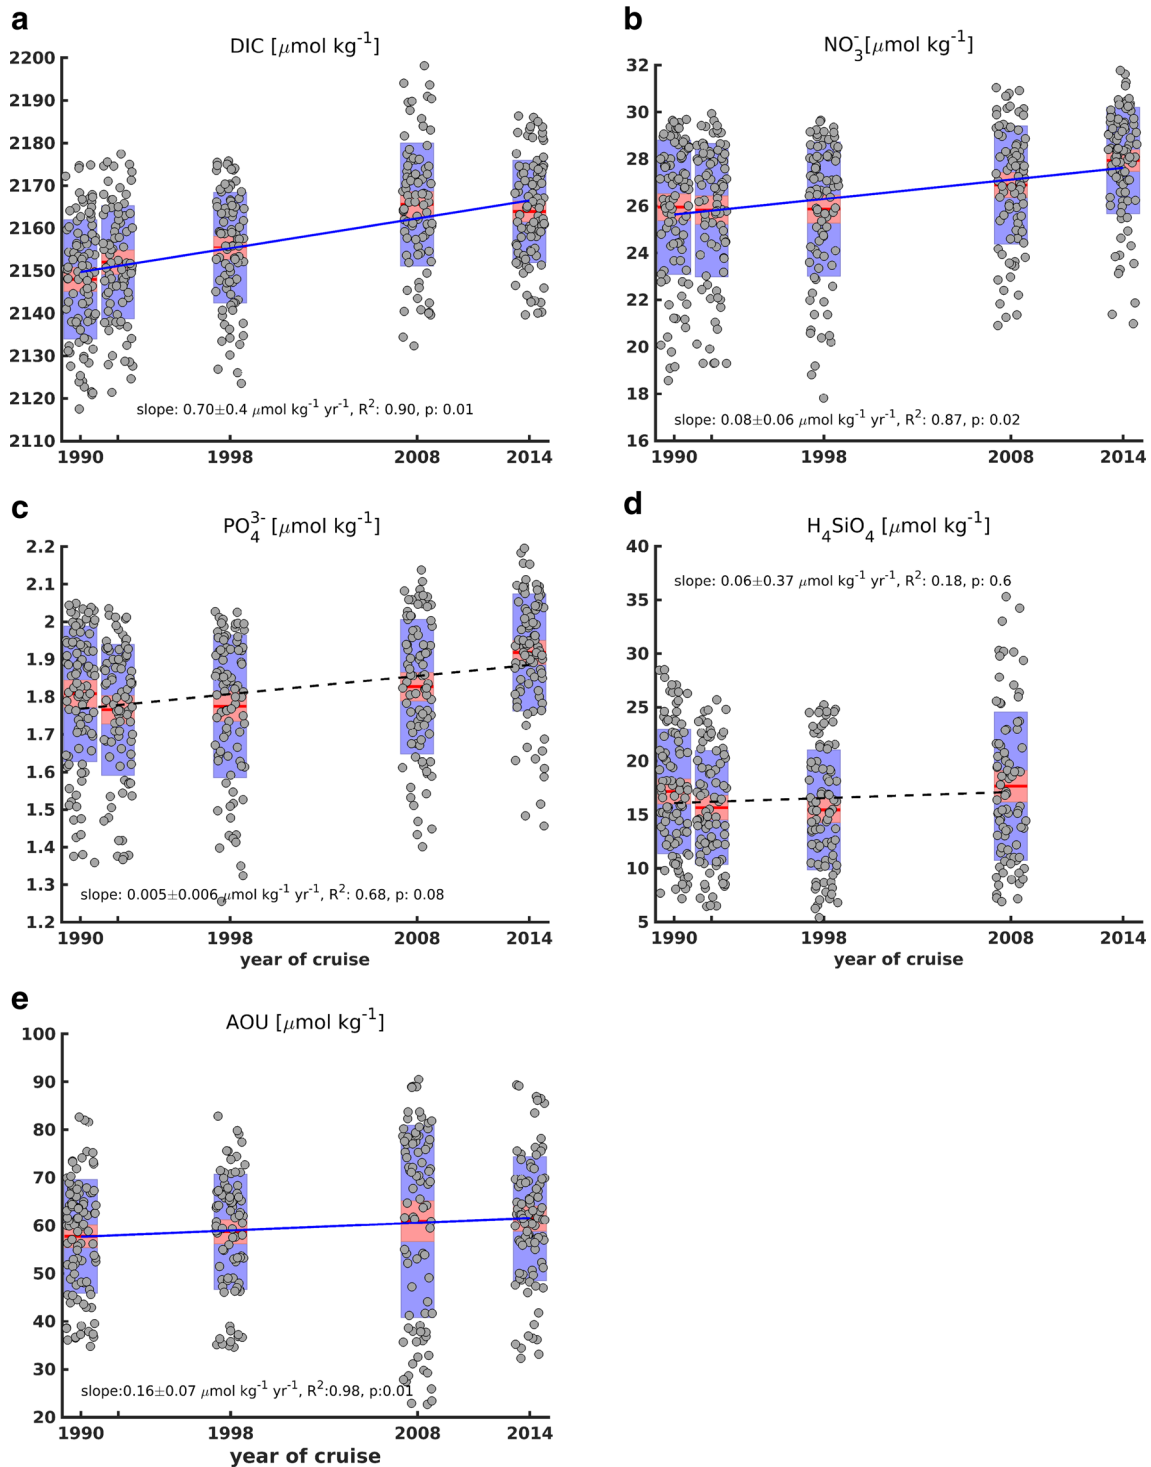 a
DIC [μmol kg⁻¹]
2200
2190
2180
2170
2160
2150
2140
2130
2120
2110
slope: 0.70±0.4 μmol kg⁻¹ yr⁻¹, R²: 0.90, p: 0.01
1990 1998 2008 2014
b
NO₃⁻[μmol kg⁻¹]
32
30
28
26
24
22
20
18
16
slope: 0.08±0.06 μmol kg⁻¹ yr⁻¹, R²: 0.87, p: 0.02
1990 1998 2008 2014
c
PO₄³⁻ [μmol kg⁻¹]
2.2
2.1
2
1.9
1.8
1.7
1.6
1.5
1.4
1.3
1.2
slope: 0.005±0.006 μmol kg⁻¹ yr⁻¹, R²: 0.68, p: 0.08
1990 1998 2008 2014
year of cruise
d
H₄SiO₄ [μmol kg⁻¹]
40
35
30
25
20
15
10
5
slope: 0.06±0.37 μmol kg⁻¹ yr⁻¹, R²: 0.18, p: 0.6
1990 1998 2008 2014
year of cruise
e
AOU [μmol kg⁻¹]
100
90
80
70
60
50
40
30
20
slope:0.16±0.07 μmol kg⁻¹ yr⁻¹, R²:0.98, p:0.01
1990 1998 2008 2014
year of cruise